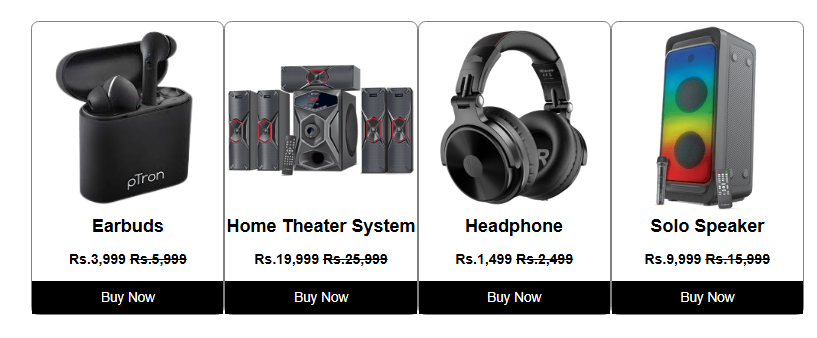 pTron
Earbuds
Rs.3,999 Rs.5,999
Buy Now
Home Theater System
Rs.19,999 Rs.25,999
Buy Now
R
Headphone
Rs.1,499 Rs.2,499
Buy Now
Solo Speaker
Rs.9,999 Rs.15,999
Buy Now